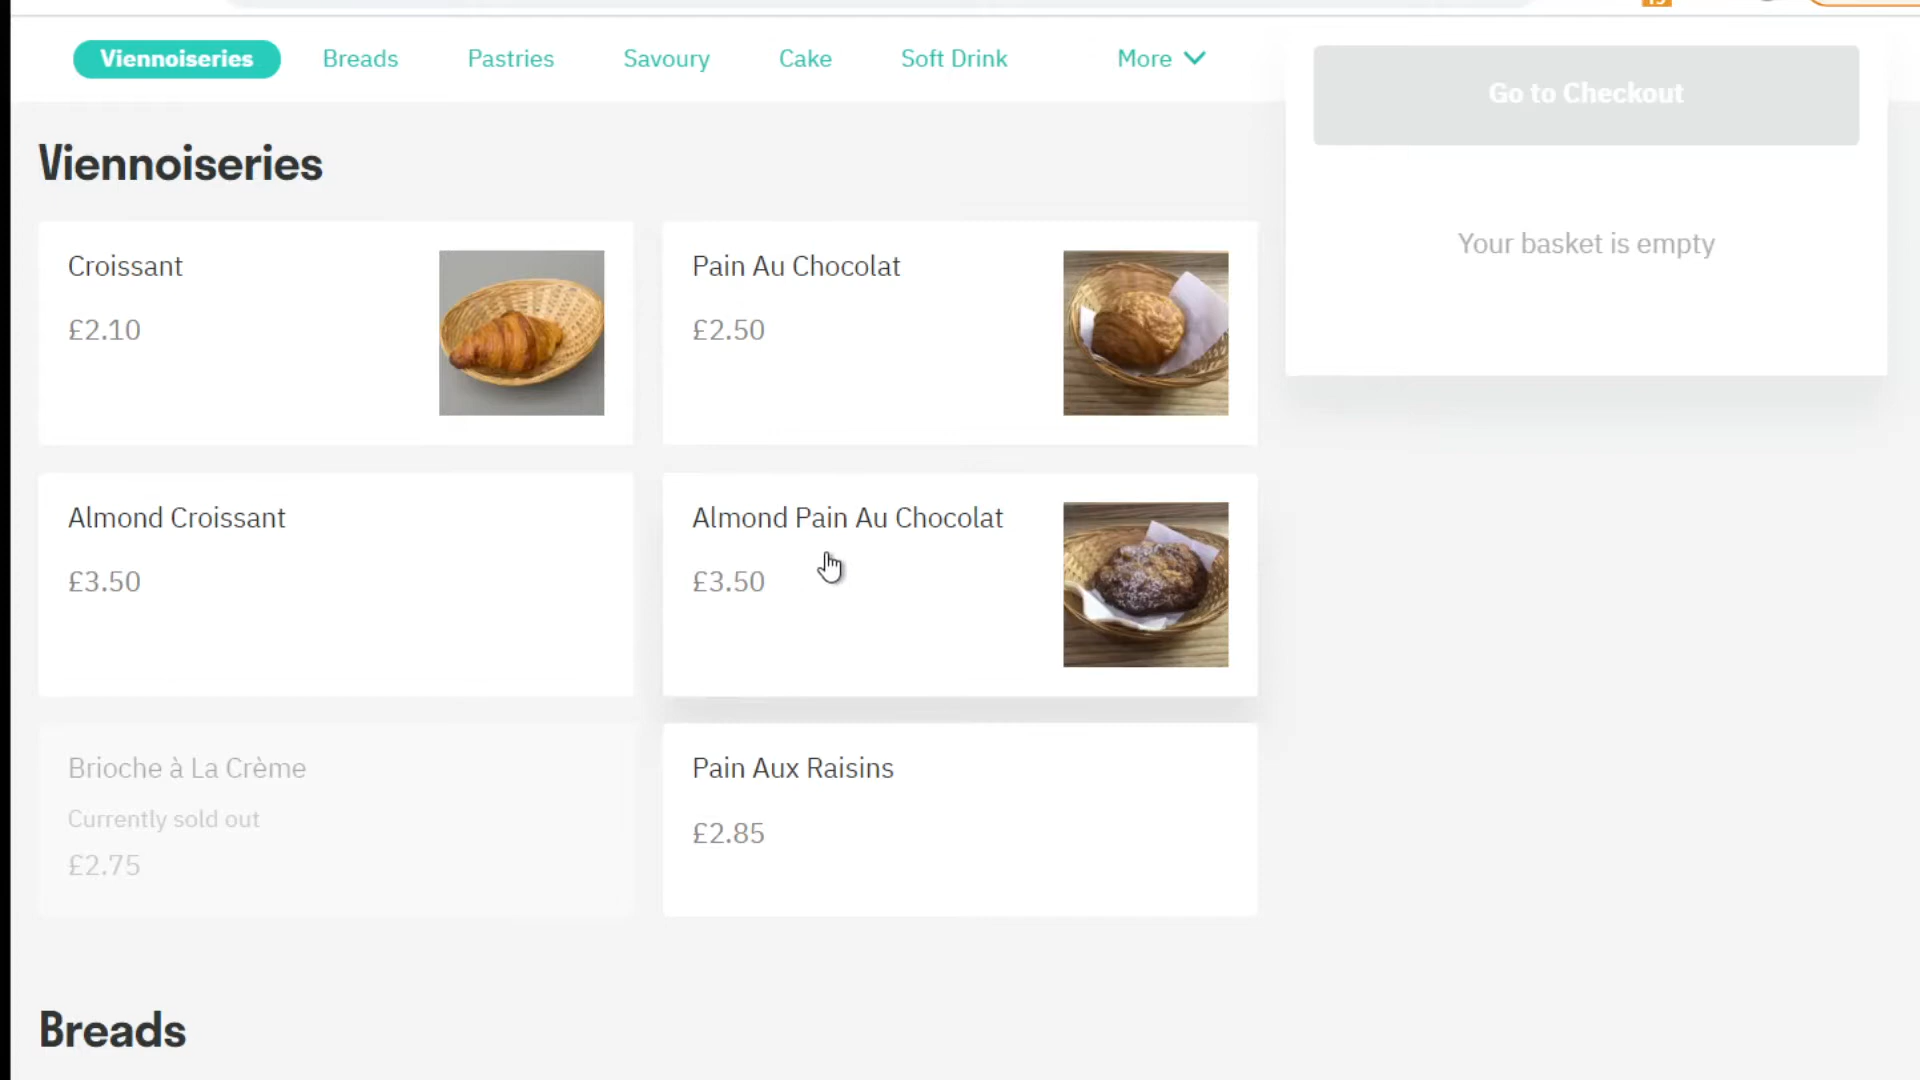 Viennoiseries Breads Pastries Savoury Cake Soft Drink More
Go to Checkout
Your basket is empty
Viennoiseries
Croissant
£2.10
Pain Au Chocolat
£2.50
Almond Croissant
£3.50
Almond Pain Au Chocolat
£3.50
Brioche à La Crème
Currently sold out
£2.75
Pain Aux Raisins
£2.85
Breads